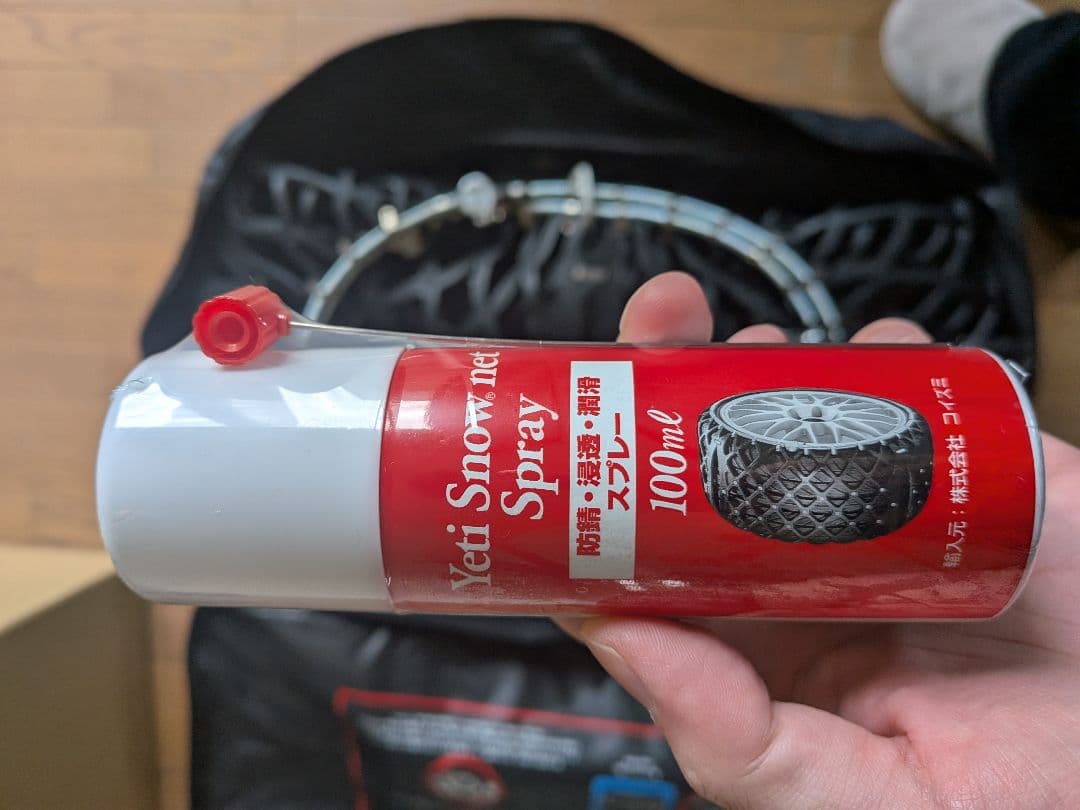 Yeti Snow®net
Spray
防錆・浸透・潤滑
スプレー
100ml
輸入元：株式会社 コイズミ